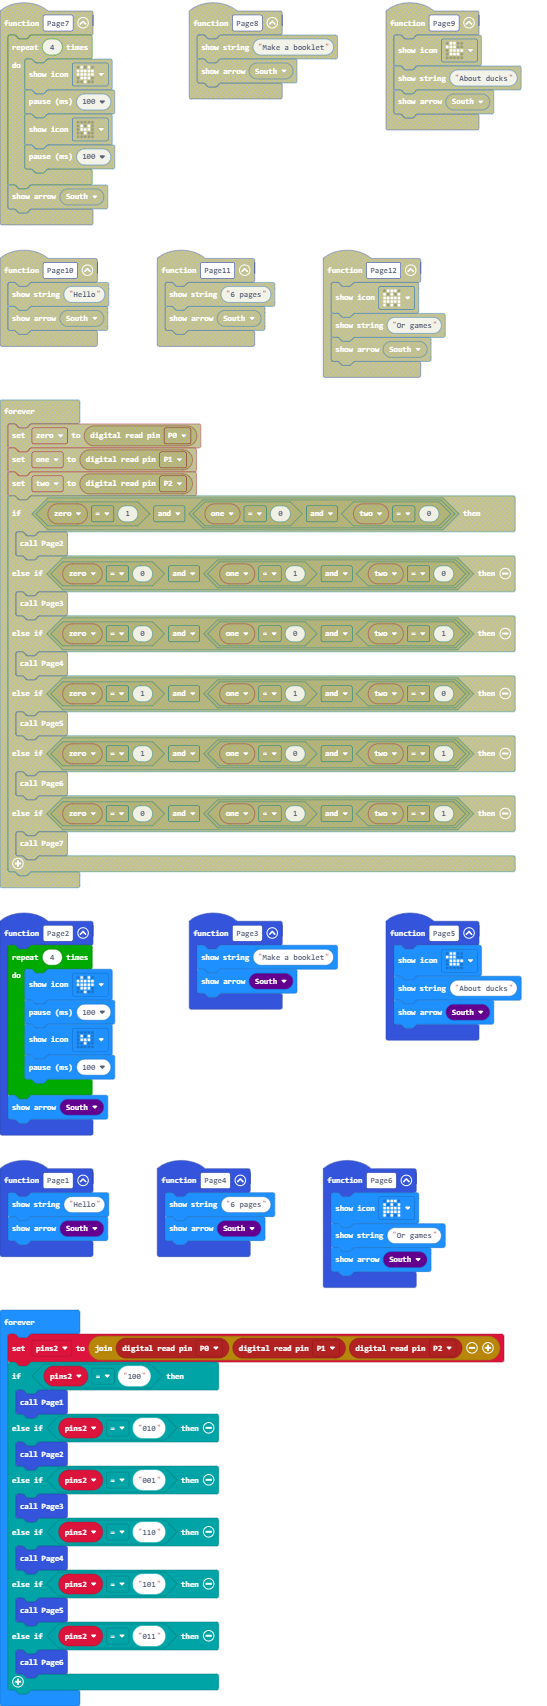 function Page7
repeat 4 times
do
show icon
pause (ms) 100
show icon
pause (ms) 100
show arrow South
function Page8
show string "Make a booklet"
show arrow South
function Page9
show icon
show string "About ducks"
show arrow South
function Page10
show string "Hello"
show arrow South
function Page11
show string "6 pages"
show arrow South
function Page12
show icon
show string "Or games"
show arrow South
forever
set zero to digital read pin P0
set one to digital read pin P1
set two to digital read pin P2
if zero = 1 and one = 0 and two = 0 then
call Page2
else if zero = 0 and one = 1 and two = 0 then
call Page3
else if zero = 0 and one = 0 and two = 1 then
call Page4
else if zero = 1 and one = 1 and two = 0 then
call Page5
else if zero = 1 and one = 0 and two = 1 then
call Page6
else if zero = 0 and one = 1 and two = 1 then
call Page7
function Page2
repeat 4 times
do
show icon
pause (ms) 100
show icon
pause (ms) 100
show arrow South
function Page3
show string "Make a booklet"
show arrow South
function Page5
show icon
show string "About ducks"
show arrow South
function Page1
show string "Hello"
show arrow South
function Page4
show string "6 pages"
show arrow South
function Page6
show icon
show string "Or games"
show arrow South
forever
set pins2 to join digital read pin P0 digital read pin P1 digital read pin P2
if pins2 = "100" then
call Page1
else if pins2 = "010" then
call Page2
else if pins2 = "001" then
call Page3
else if pins2 = "110" then
call Page4
else if pins2 = "101" then
call Page5
else if pins2 = "011" then
call Page6